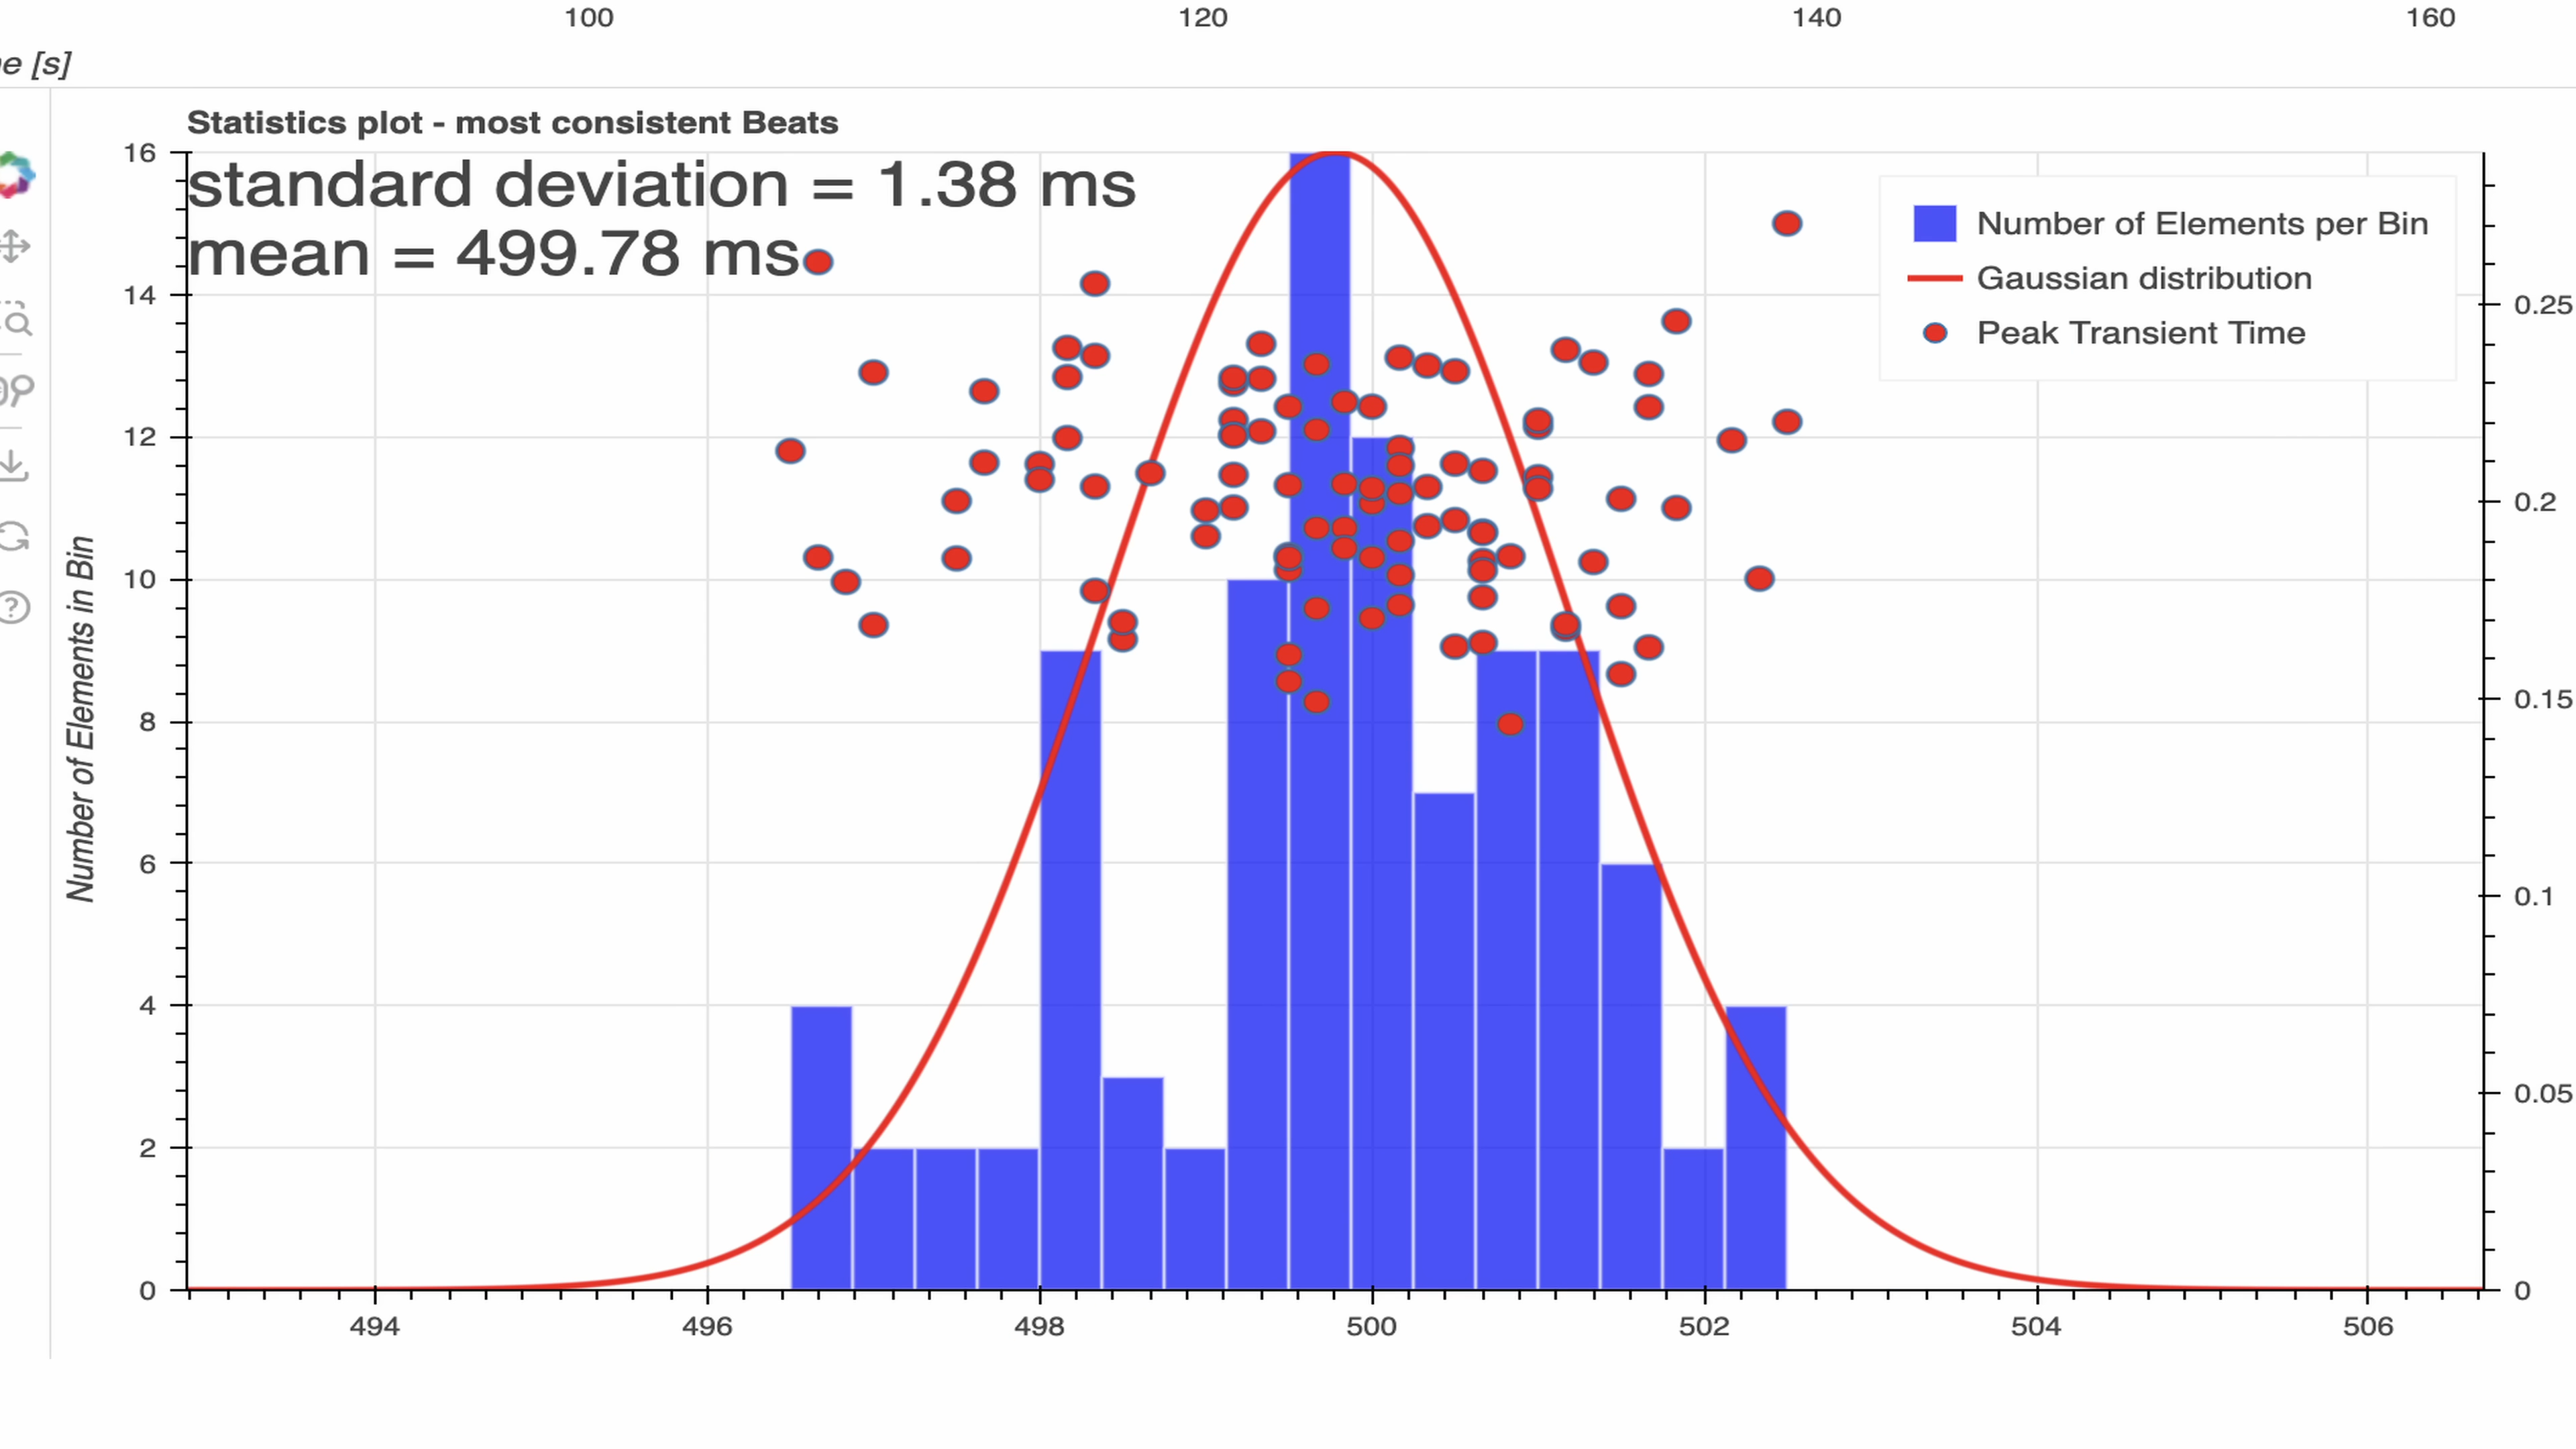 100 120 140 160
e [s]
Statistics plot - most consistent Beats
standard deviation = 1.38 ms
mean = 499.78 ms
Number of Elements per Bin
Gaussian distribution
Peak Transient Time
Number of Elements in Bin
16
14
12
10
8
6
4
2
0
0.25
0.2
0.15
0.1
0.05
0
494 496 498 500 502 504 506